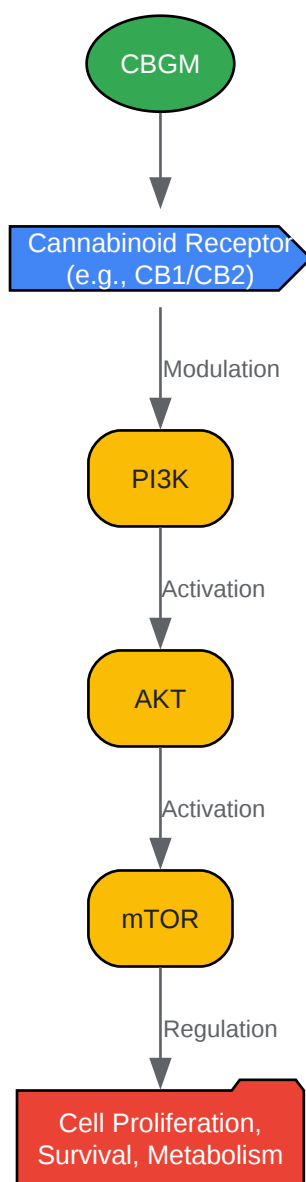 CBGM
Cannabinoid Receptor
(e.g., CB1/CB2)
Modulation
PI3K
Activation
AKT
Activation
mTOR
Regulation
Cell Proliferation,
Survival, Metabolism